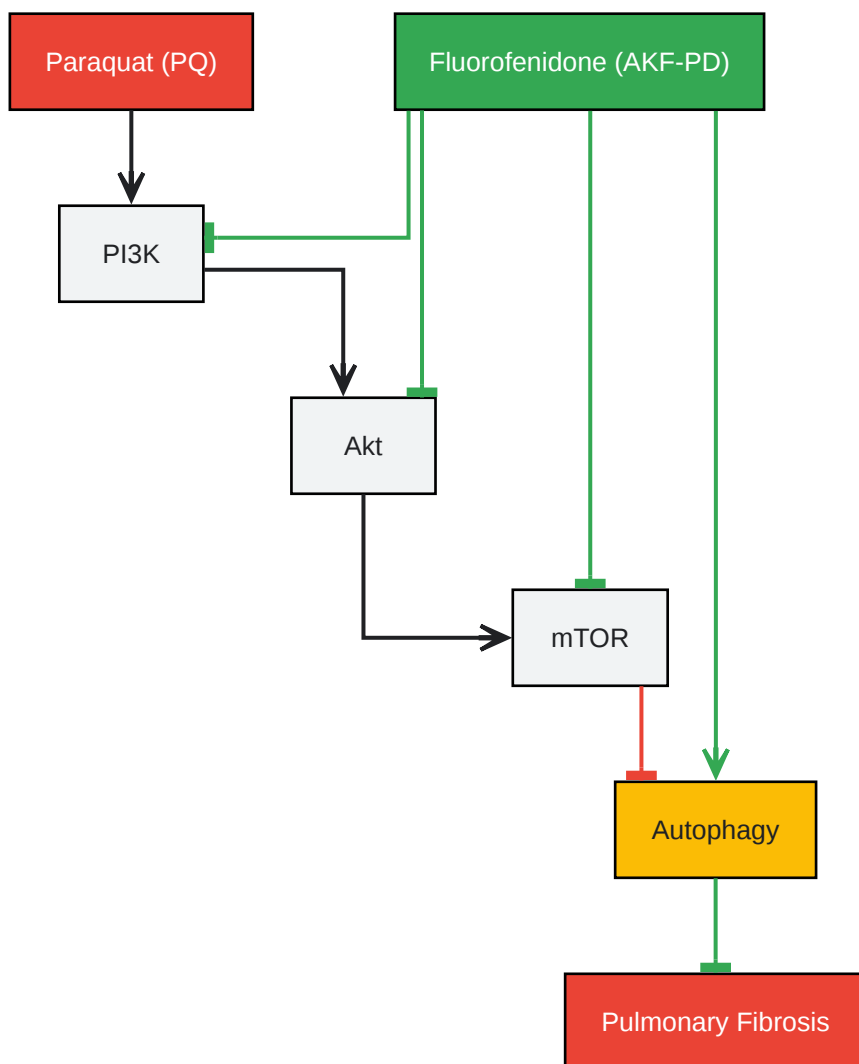 Paraquat (PQ)
Fluorofenidone (AKF-PD)
PI3K
Akt
mTOR
Autophagy
Pulmonary Fibrosis